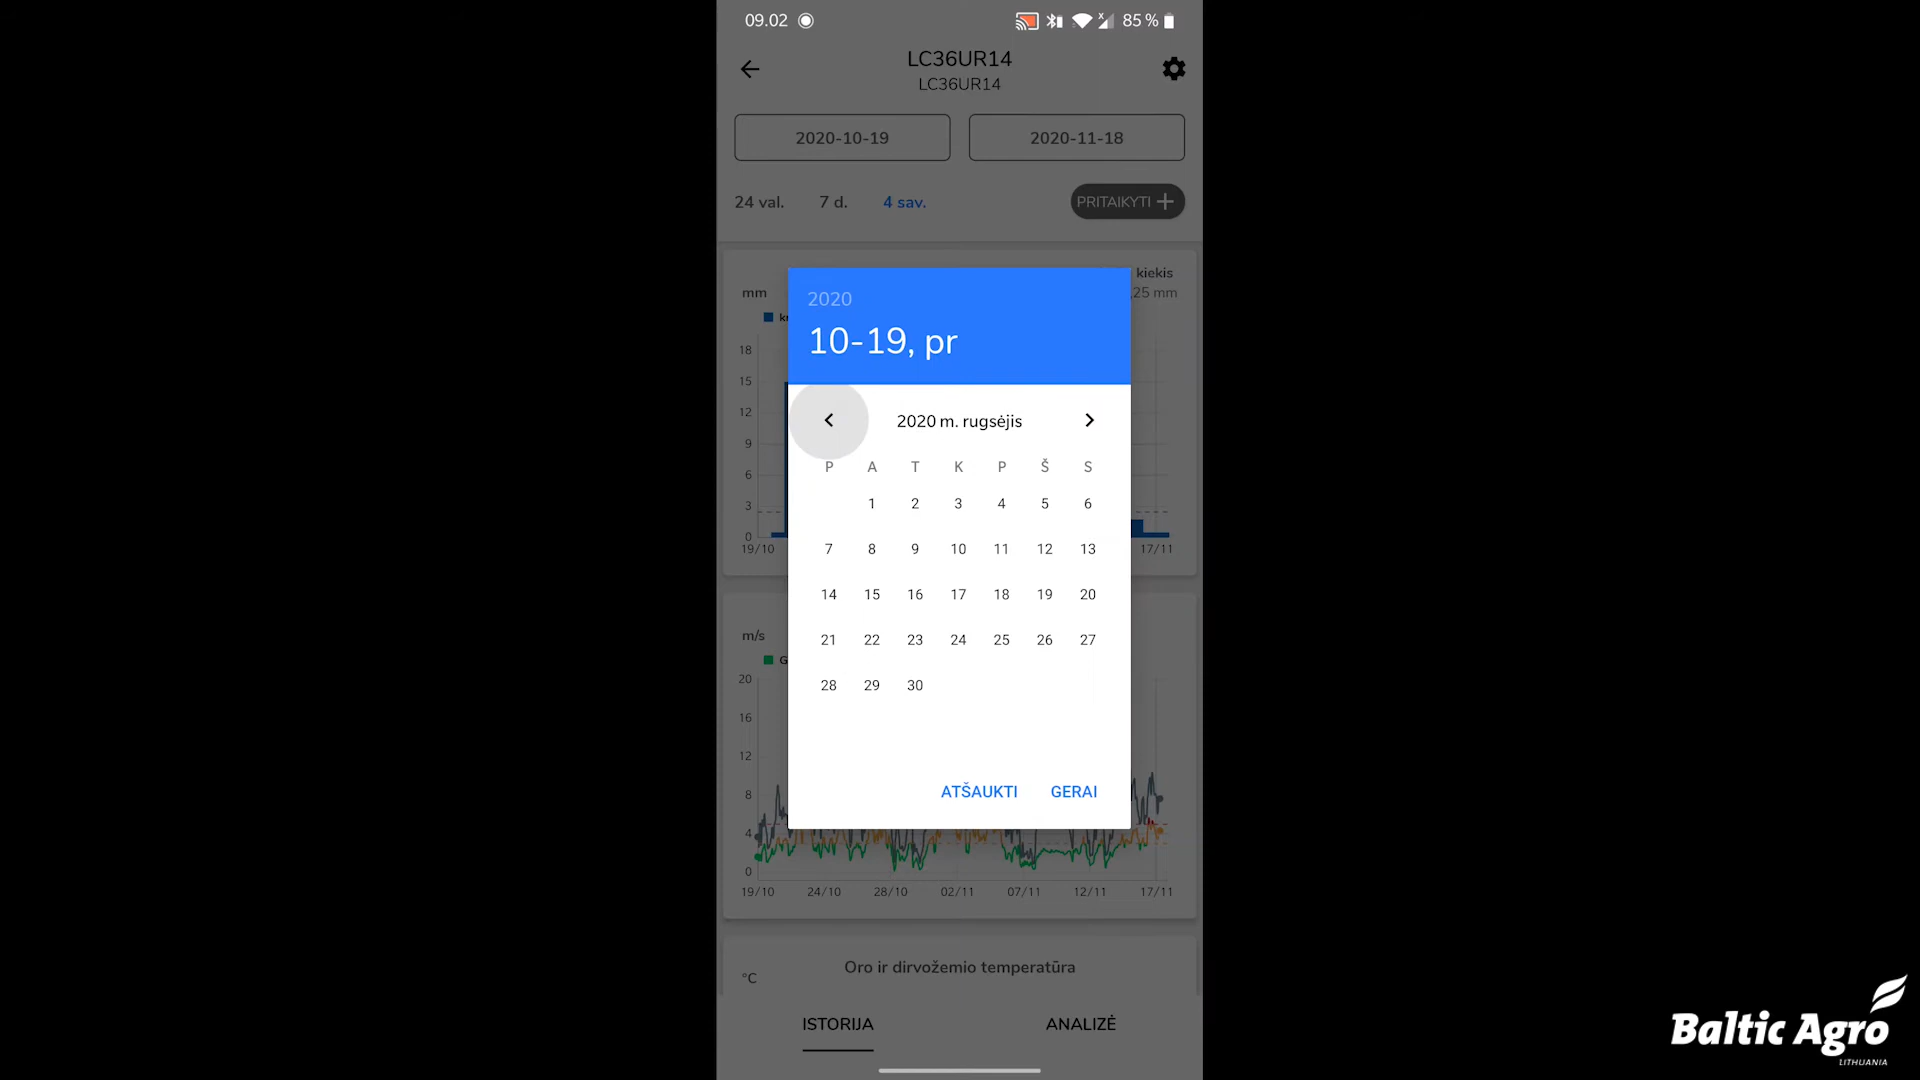 09.02
85 %
LC36UR14
LC36UR14
2020-10-19
2020-11-18
24 val.
7 d.
4 sav.
PRITAIKYTI
kiekis
mm
,25 mm
2020
10-19, pr
18
15
12
9
6
3
0
19/10
17/11
2020 m. rugsėjis
P A T K P Š S
1 2 3 4 5 6
7 8 9 10 11 12 13
14 15 16 17 18 19 20
21 22 23 24 25 26 27
28 29 30
ATŠAUKTI
GERAI
m/s
G
20
16
12
8
4
0
19/10 24/10 28/10 02/11 07/11 12/11 17/11
Oro ir dirvožemio temperatūra
°C
ISTORIJA
ANALIZĖ
Baltic Agro
LITHUANIA